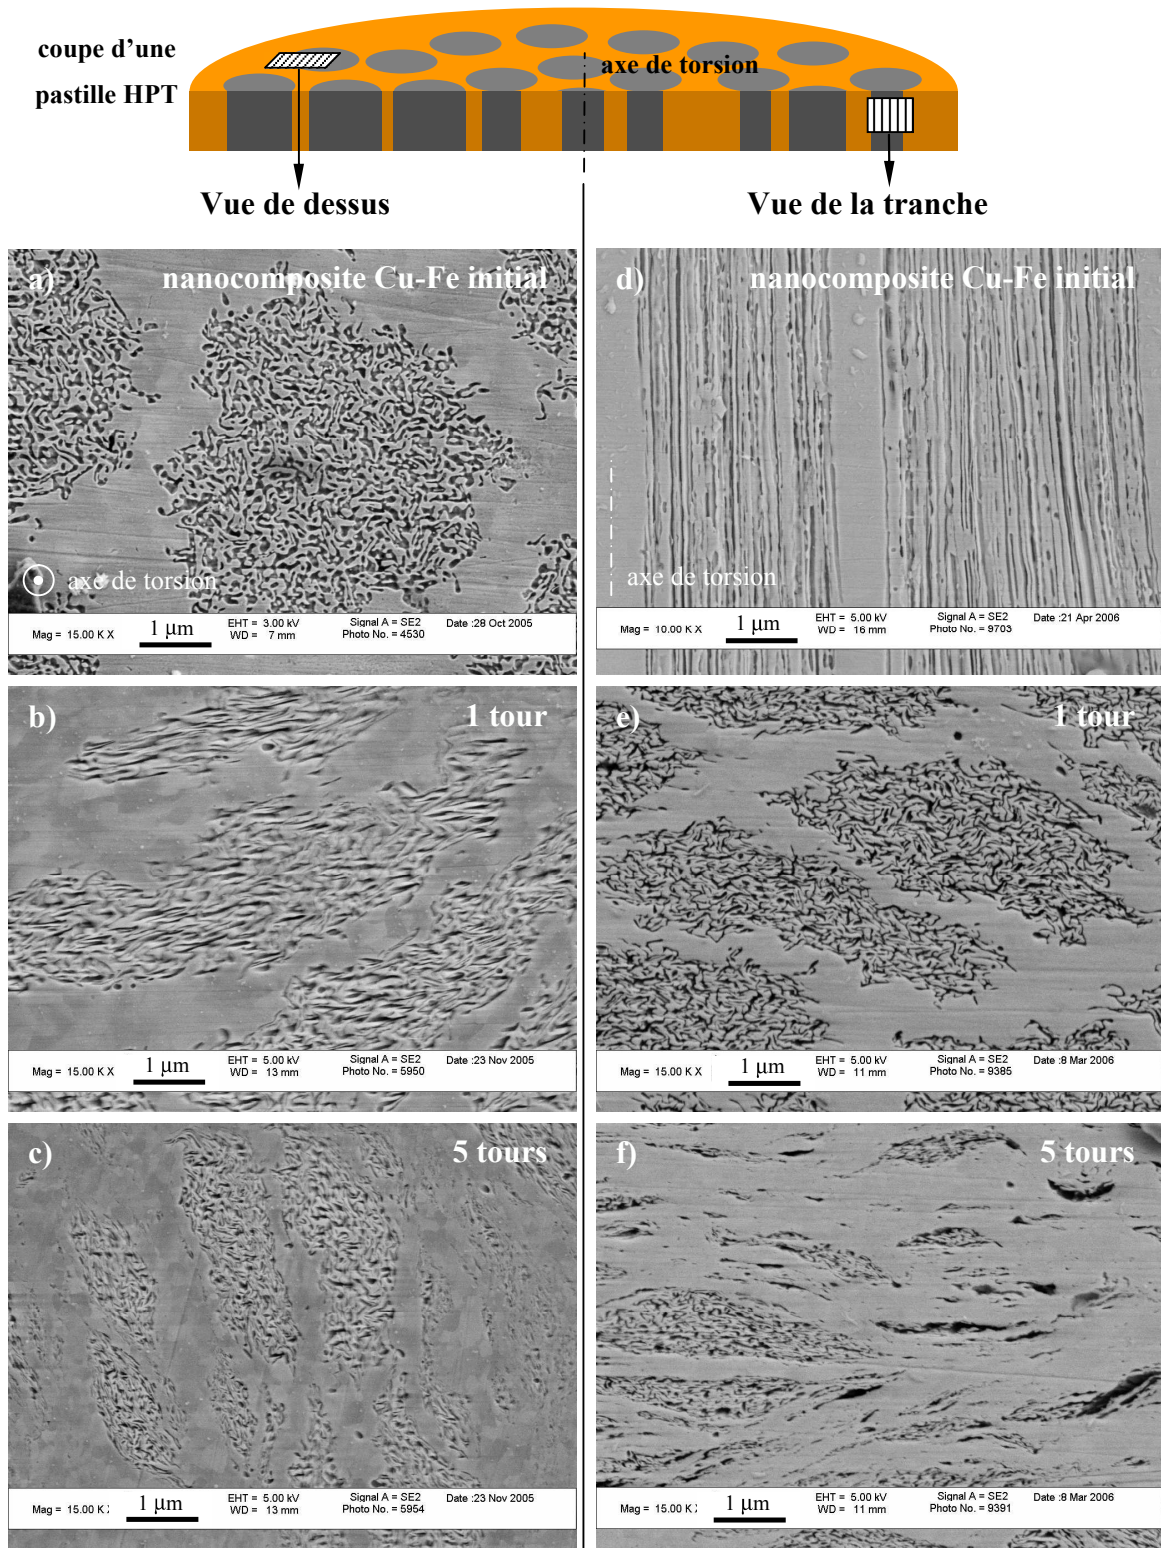 coupe d'une
pastille HPT
axe de torsion
Vue de dessus
Vue de la tranche
a)
nanocomposite Cu-Fe initial
axe de torsion
Mag = 15.00 K X
1 µm
EHT = 3.00 kV
WD = 7 mm
Signal A = SE2
Photo No. = 4530
Date :28 Oct 2005
d)
nanocomposite Cu-Fe initial
axe de torsion
Mag = 10.00 K X
1 µm
EHT = 5.00 kV
WD = 16 mm
Signal A = SE2
Photo No. = 9703
Date :21 Apr 2006
b)
1 tour
Mag = 15.00 K X
1 µm
EHT = 5.00 kV
WD = 13 mm
Signal A = SE2
Photo No. = 5950
Date :23 Nov 2005
e)
1 tour
Mag = 15.00 K X
1 µm
EHT = 5.00 kV
WD = 11 mm
Signal A = SE2
Photo No. = 9385
Date :8 Mar 2006
c)
5 tours
Mag = 15.00 K X
1 µm
EHT = 5.00 kV
WD = 13 mm
Signal A = SE2
Photo No. = 5954
Date :23 Nov 2005
f)
5 tours
Mag = 15.00 K X
1 µm
EHT = 5.00 kV
WD = 11 mm
Signal A = SE2
Photo No. = 9391
Date :8 Mar 2006